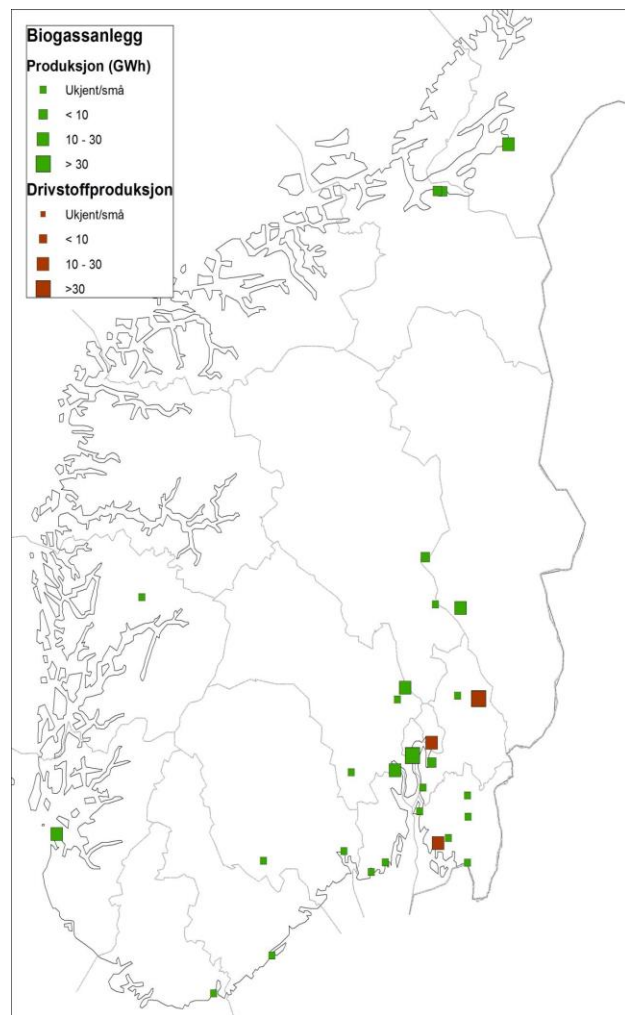 Biogassanlegg
Produksjon (GWh)
Ukjent/små
< 10
10 - 30
> 30
Drivstoffproduksjon
Ukjent/små
<10
10 - 30
>30